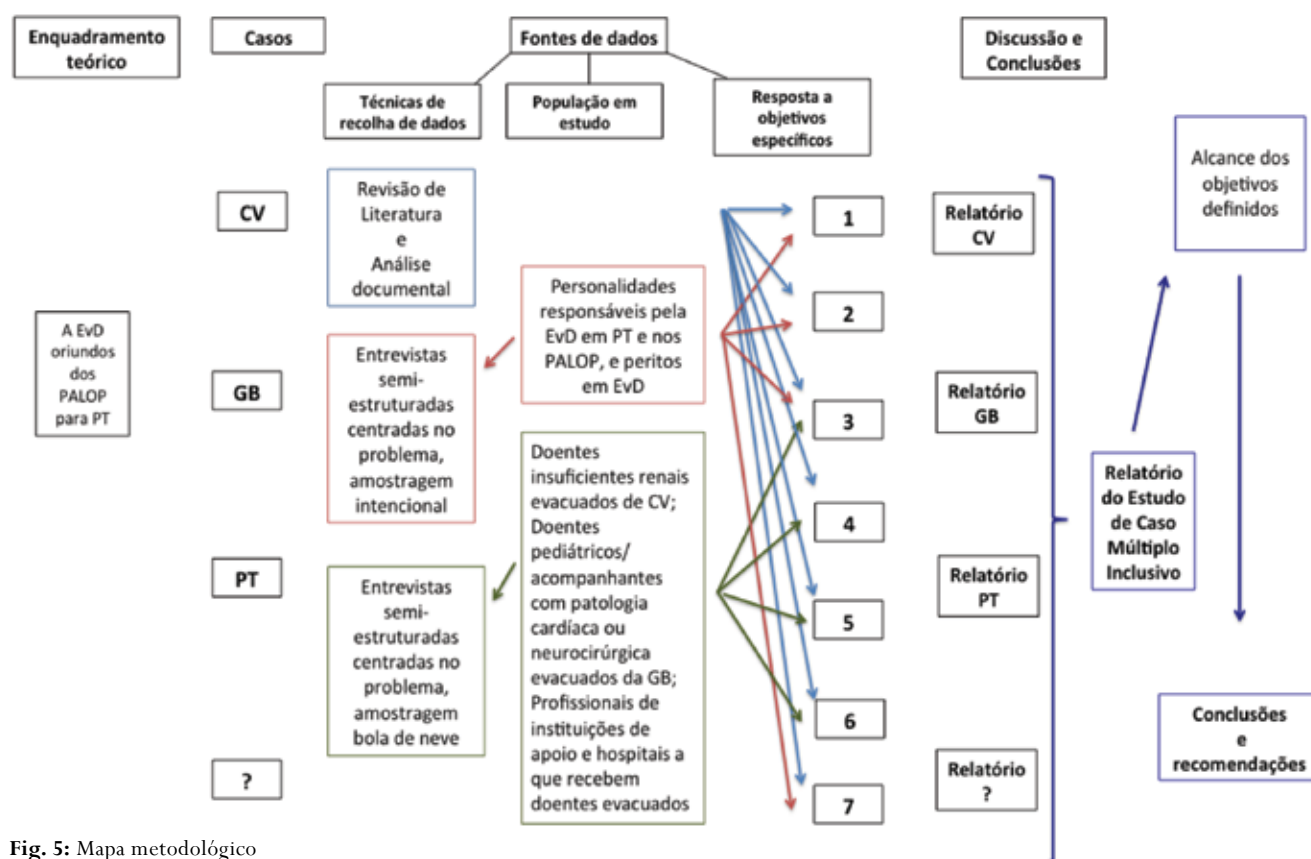 Enquadramento
teórico
Casos
Fontes de dados
Discussão e
Conclusões
Técnicas de
recolha de dados
População em
estudo
Resposta a
objetivos
específicos
A EvD
oriundos
dos
PALOP
para PT
CV
GB
PT
?
Revisão de
Literatura
e
Análise
documental
Entrevistas
semi-
estruturadas
centradas no
problema,
amostragem
intencional
Entrevistas
semi-
estruturadas
centradas no
problema,
amostragem
bola de neve
Personalidades
responsáveis pela
EvD em PT e nos
PALOP, e peritos
em EvD
Doentes
insuficientes renais
evacuados de CV;
Doentes
pediátricos/
acompanhantes
com patologia
cardíaca ou
neurocirúrgica
evacuados da GB;
Profissionais de
instituições de
apoio e hospitais a
que recebem
doentes evacuados
1
2
3
4
5
6
7
Relatório
CV
Relatório
GB
Relatório
PT
Relatório
?
Relatório
do Estudo
de Caso
Múltiplo
Inclusivo
Alcance dos
objetivos
definidos
Conclusões
e
recomendações
Fig. 5: Mapa metodológico